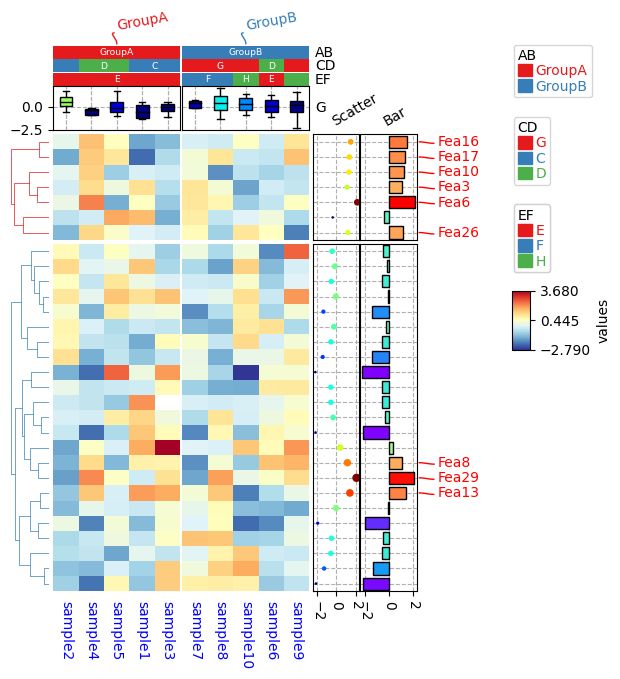 GroupA
GroupB
GroupA
GroupB
AB
D
C
G
D
CD
E
F
H
E
EF
0.0
−2.5
G
Scatter
Bar
Fea16
Fea17
Fea10
Fea3
Fea6
Fea26
Fea8
Fea29
Fea13
−2
0
2
−2
0
2
sample2
sample4
sample5
sample1
sample3
sample7
sample8
sample10
sample6
sample9
AB
GroupA
GroupB
CD
G
C
D
EF
E
F
H
3.680
0.445
−2.790
values